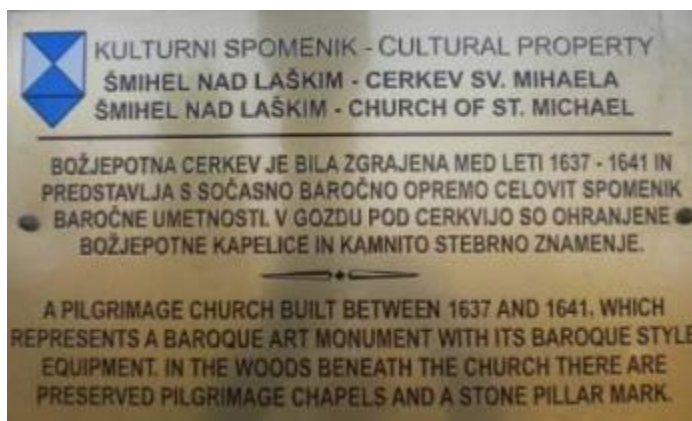 KULTURNI SPOMENIK - CULTURAL PROPERTY
ŠMIHEL NAD LAŠKIM - CERKEV SV. MIHAELA
ŠMIHEL NAD LAŠKIM - CHURCH OF ST. MICHAEL
BOŽJEPOTNA CERKEV JE BILA ZGRAJENA MED LETI 1637 - 1641 IN
PREDSTAVLJA S SOČASNO BAROČNO OPREMO CELOVIT SPOMENIK
BAROČNE UMETNOSTI. V GOZDU POD CERKVIJO SO OHRANJENE
BOŽJEPOTNE KAPELICE IN KAMNITO STEBRNO ZNAMENJE.
A PILGRIMAGE CHURCH BUILT BETWEEN 1637 AND 1641. WHICH
REPRESENTS A BAROQUE ART MONUMENT WITH ITS BAROQUE STYLE
EQUIPMENT. IN THE WOODS BENEATH THE CHURCH THERE ARE
PRESERVED PILGRIMAGE CHAPELS AND A STONE PILLAR MARK.